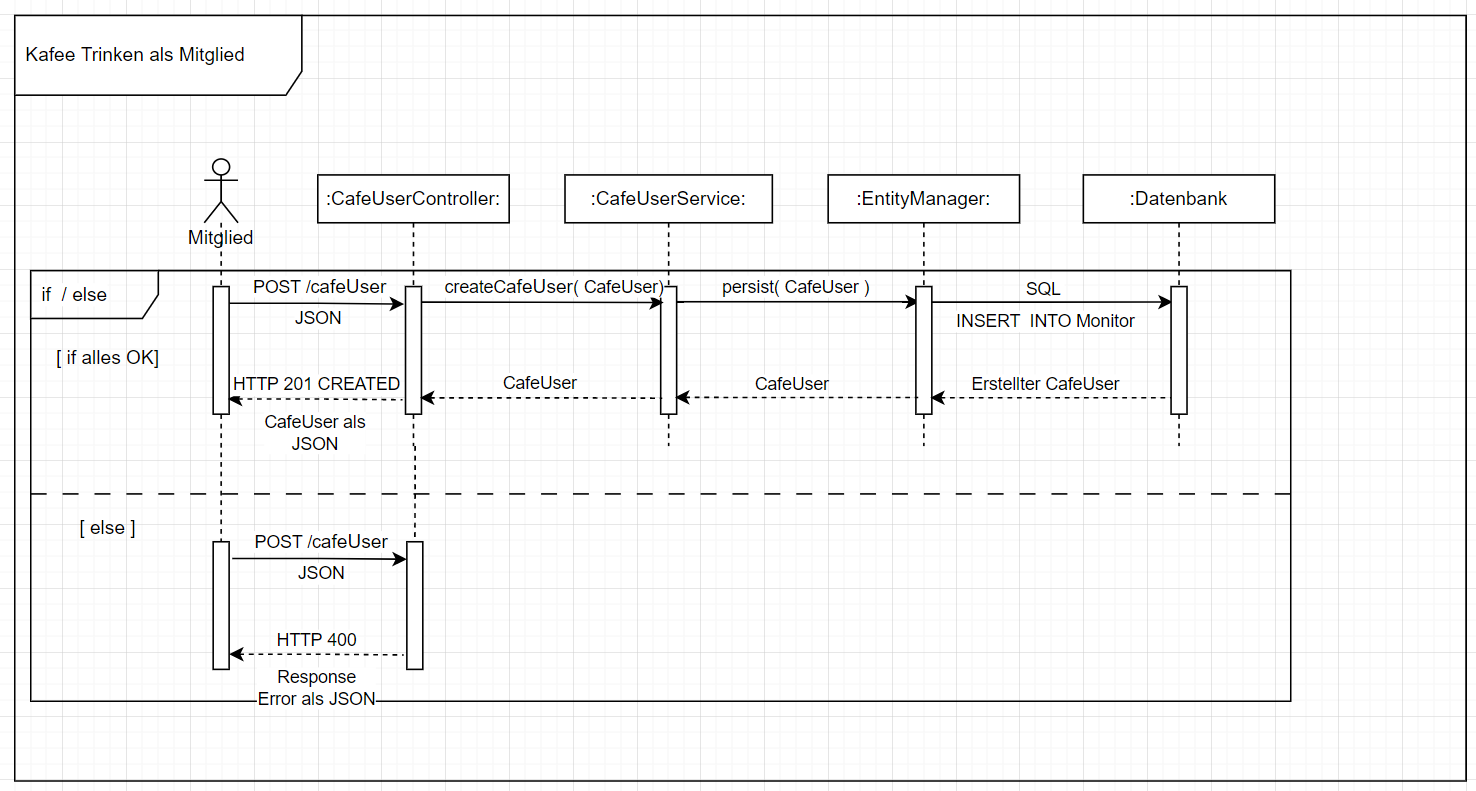 Kafee Trinken als Mitglied
Mitglied
:CafeUserController:
:CafeUserService:
:EntityManager:
:Datenbank
if / else
[ if alles OK]
POST /cafeUser
JSON
createCafeUser( CafeUser)
persist( CafeUser )
SQL
INSERT INTO Monitor
HTTP 201 CREATED
CafeUser als
JSON
CafeUser
CafeUser
Erstellter CafeUser
[ else ]
POST /cafeUser
JSON
HTTP 400
Response
Error als JSON